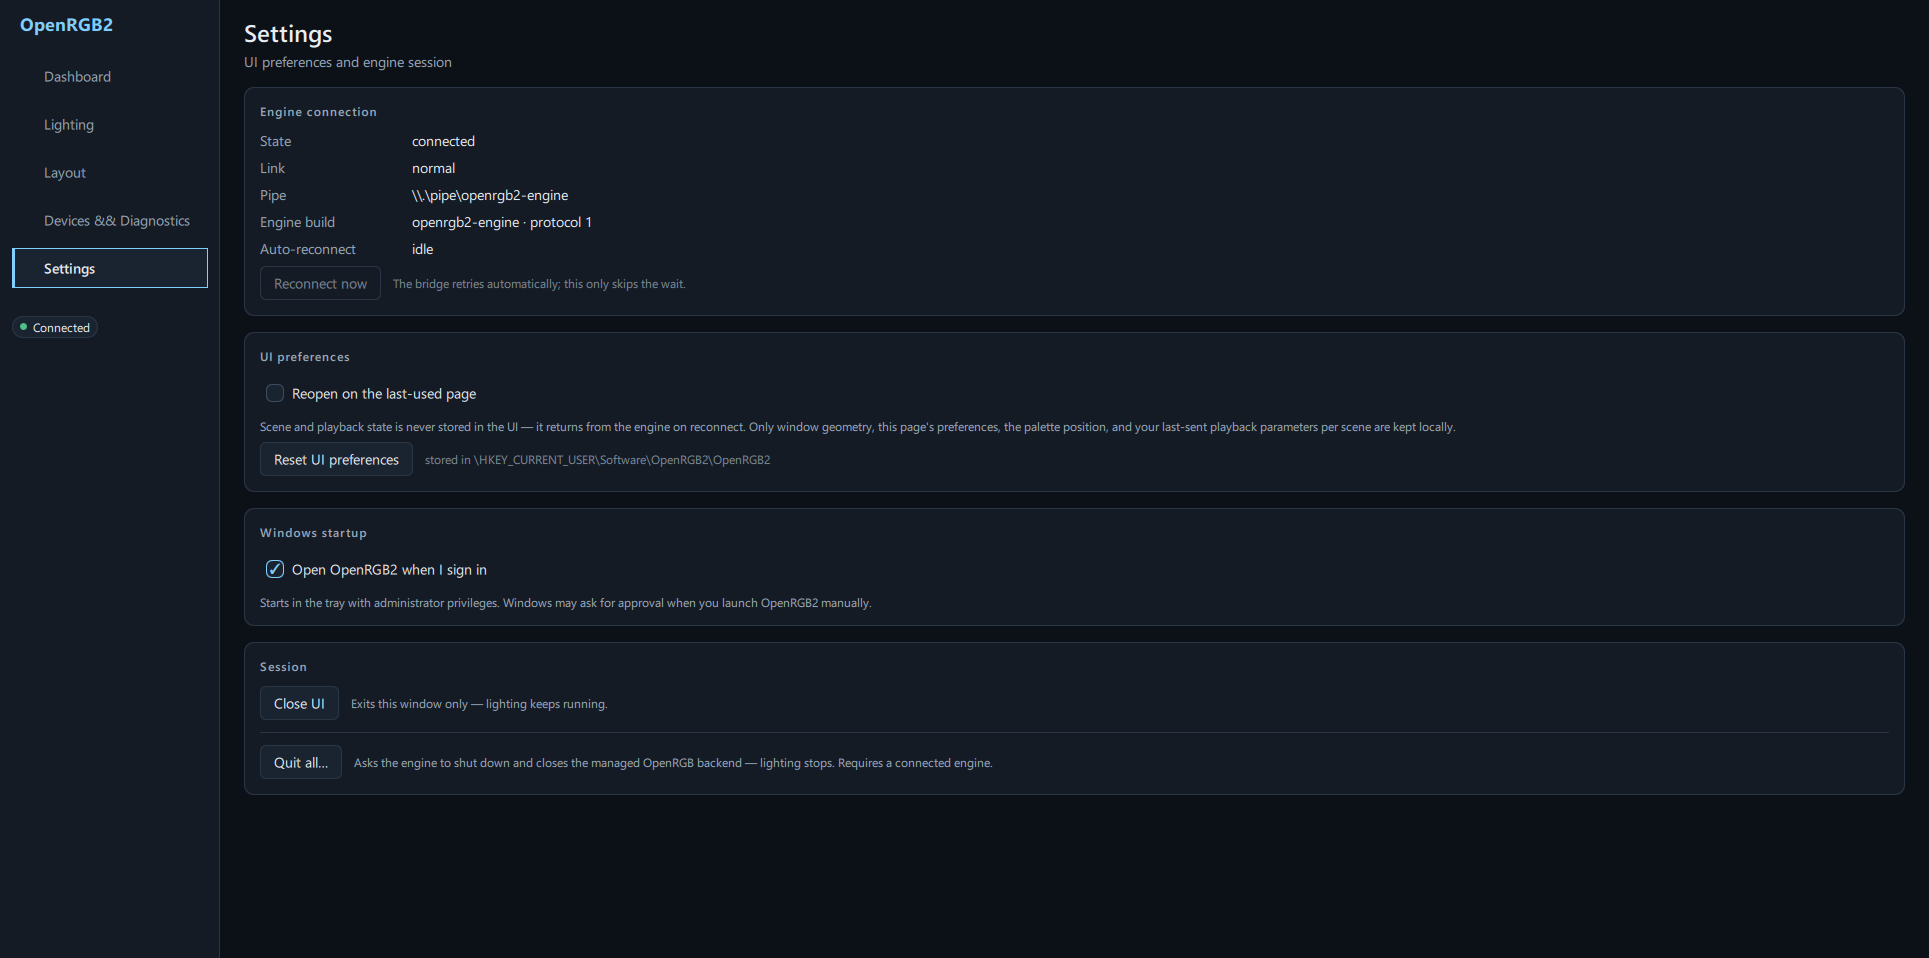 OpenRGB2
Dashboard
Lighting
Layout
Devices && Diagnostics
Settings
Connected
Settings
UI preferences and engine session
Engine connection
State connected
Link normal
Pipe \\.\pipe\openrgb2-engine
Engine build openrgb2-engine · protocol 1
Auto-reconnect idle
Reconnect now The bridge retries automatically; this only skips the wait.
UI preferences
Reopen on the last-used page
Scene and playback state is never stored in the UI — it returns from the engine on reconnect. Only window geometry, this page's preferences, the palette position, and your last-sent playback parameters per scene are kept locally.
Reset UI preferences stored in \HKEY_CURRENT_USER\Software\OpenRGB2\OpenRGB2
Windows startup
Open OpenRGB2 when I sign in
Starts in the tray with administrator privileges. Windows may ask for approval when you launch OpenRGB2 manually.
Session
Close UI Exits this window only — lighting keeps running.
Quit all... Asks the engine to shut down and closes the managed OpenRGB backend — lighting stops. Requires a connected engine.